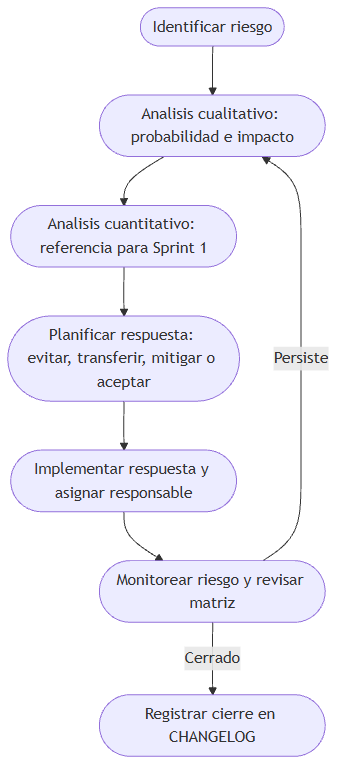 Identificar riesgo
Analisis cualitativo:
probabilidad e impacto
Analisis cuantitativo:
referencia para Sprint 1
Planificar respuesta:
evitar, transferir, mitigar o
aceptar
Persiste
Implementar respuesta y
asignar responsable
Monitorear riesgo y revisar
matriz
Cerrado
Registrar cierre en
CHANGELOG